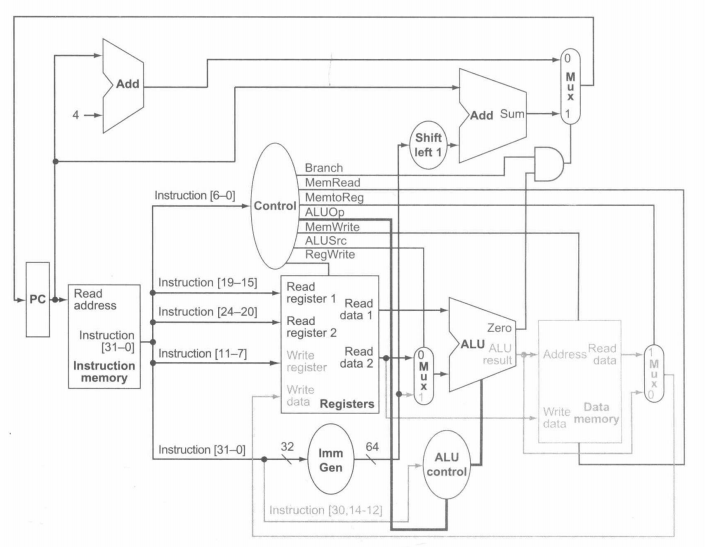 0
M
u
x
1
Add
4
Add Sum
Shift
left 1
Branch
MemRead
MemtoReg
ALUOp
MemWrite
ALUSrc
RegWrite
Control
Instruction [6–0]
Instruction [19–15]
Instruction [24–20]
Instruction [11–7]
Instruction [31–0]
PC
Read
address
Instruction
[31–0]
Instruction
memory
Read
register 1
Read
register 2
Write
register
Write
data
Read
data 1
Read
data 2
Registers
0
M
u
x
1
Zero
ALU
ALU
result
Address
Read
data
Write
data
Data
memory
1
M
u
x
0
32
Imm
Gen
64
ALU
control
Instruction [30,14-12]